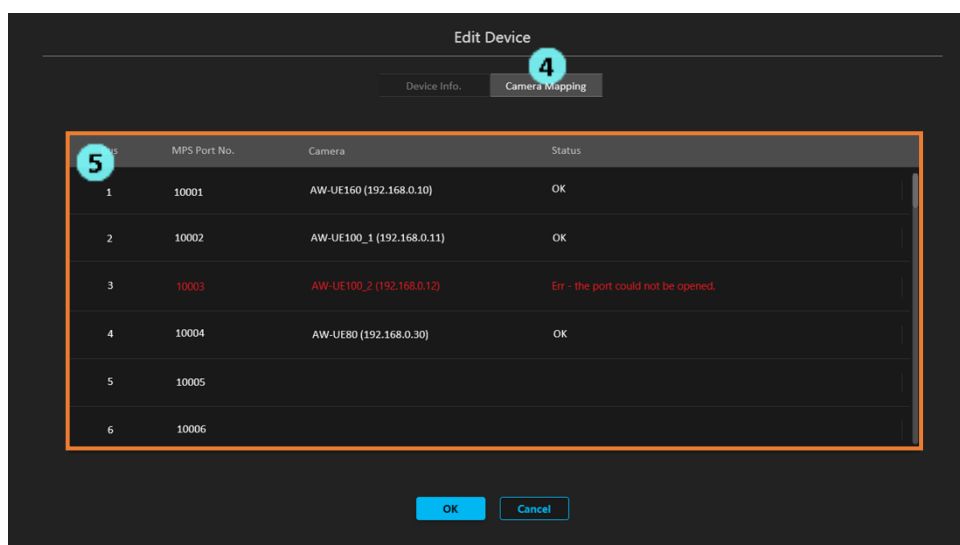 Edit Device
4
Device Info. Camera Mapping
5
MPS Port No. Camera Status
1 10001 AW-UE160 (192.168.0.10) OK
2 10002 AW-UE100_1 (192.168.0.11) OK
3 10003 AW-UE100_2 (192.168.0.12) Err - the port could not be opened.
4 10004 AW-UE80 (192.168.0.30) OK
5 10005
6 10006
OK Cancel